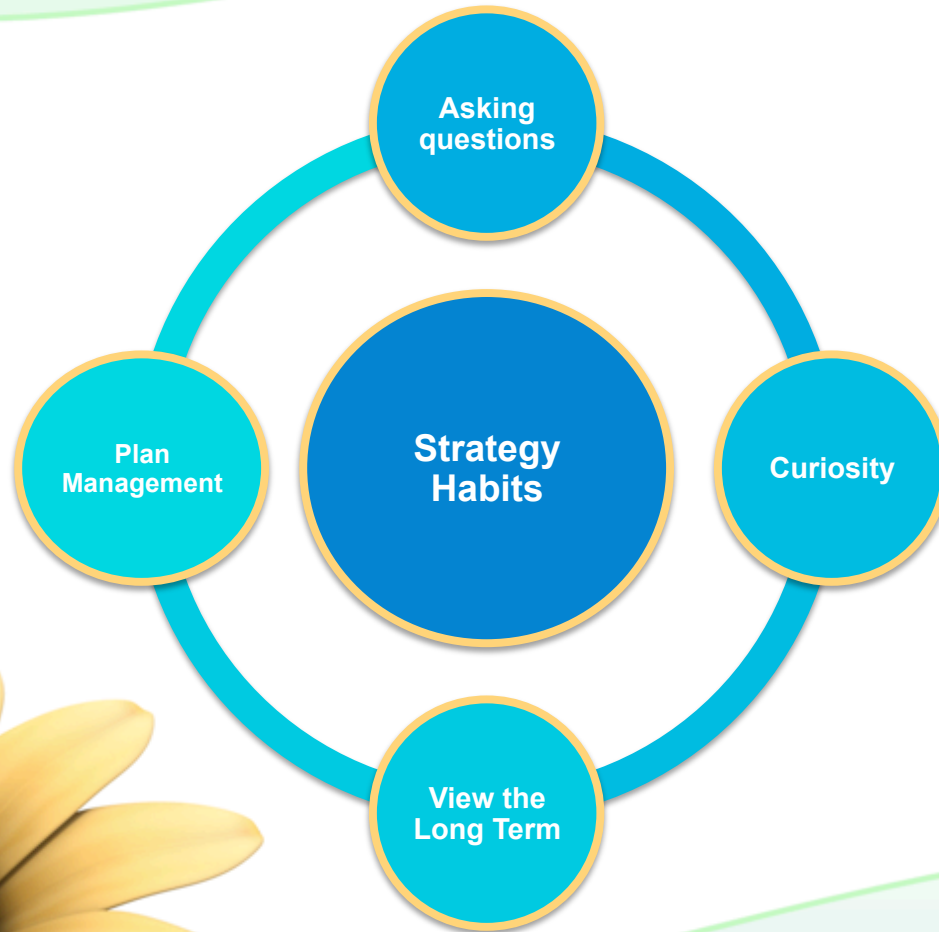 Asking
questions
Plan
Management
Strategy
Habits
Curiosity
View the
Long Term